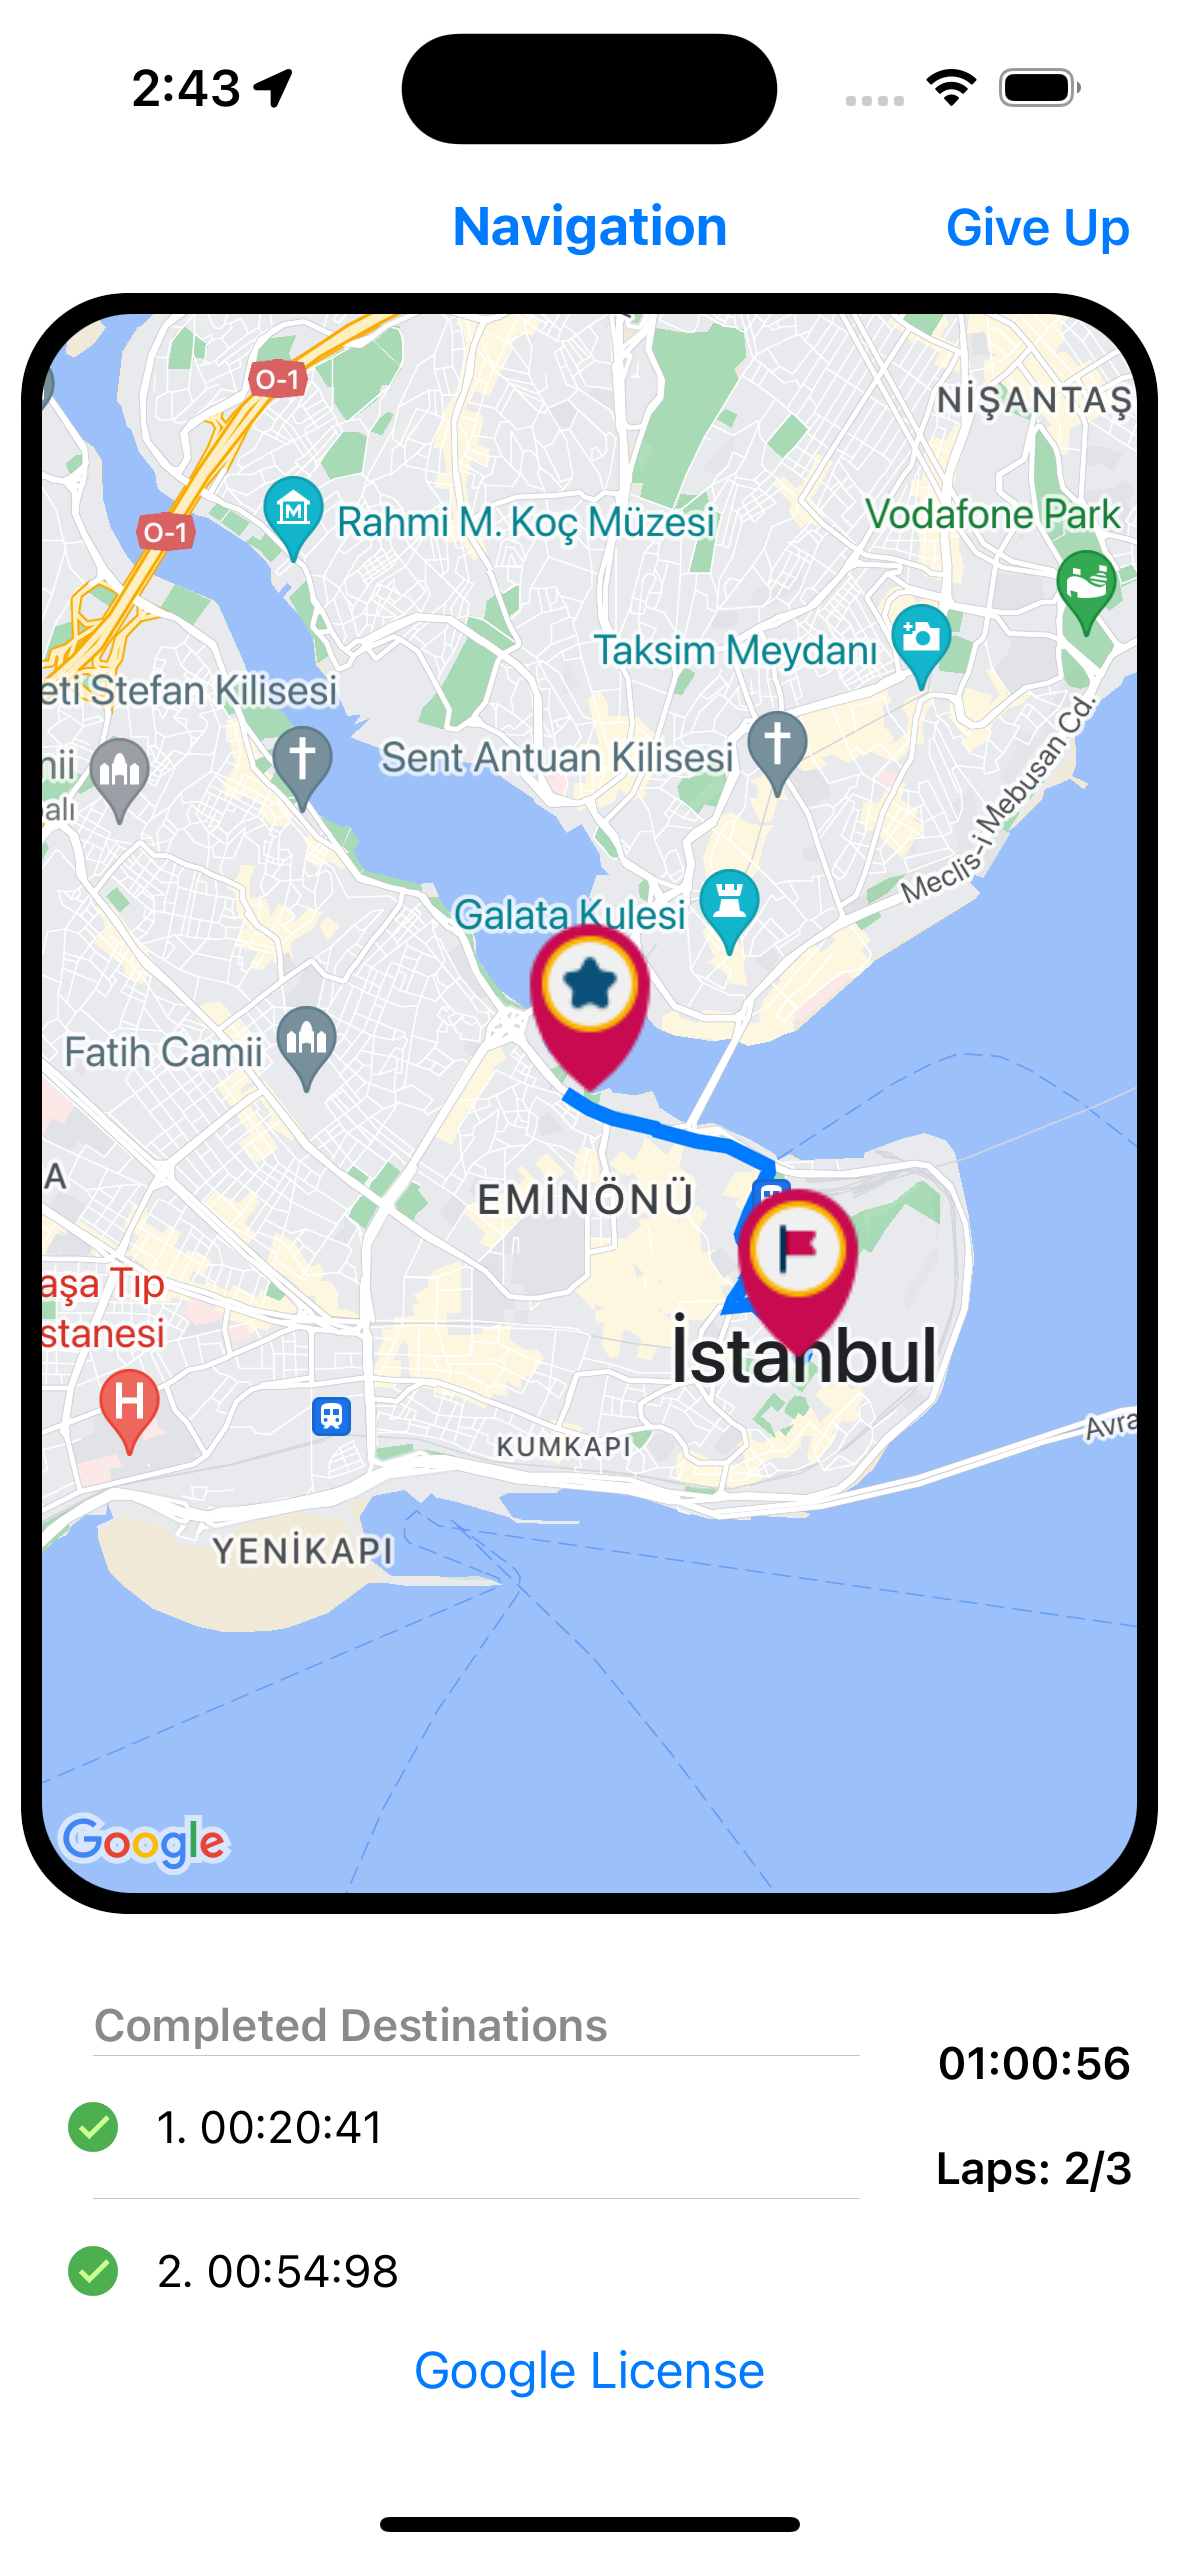 2:43
Navigation
Give Up
O-1
NİŞANTAŞ
Vodafone Park
Rahmi M. Koç Müzesi
O-1
Taksim Meydanı
eti Stefan Kilisesi
Sent Antuan Kilisesi
nii
balı
Meclis-i Mebusan Cd.
Galata Kulesi
Fatih Camii
A
EMİNÖNÜ
aşa Tıp
stanesi
İstanbul
H
Avra
KUMKAPI
YENİKAPI
Google
Completed Destinations
01:00:56
1. 00:20:41
Laps: 2/3
2. 00:54:98
Google License